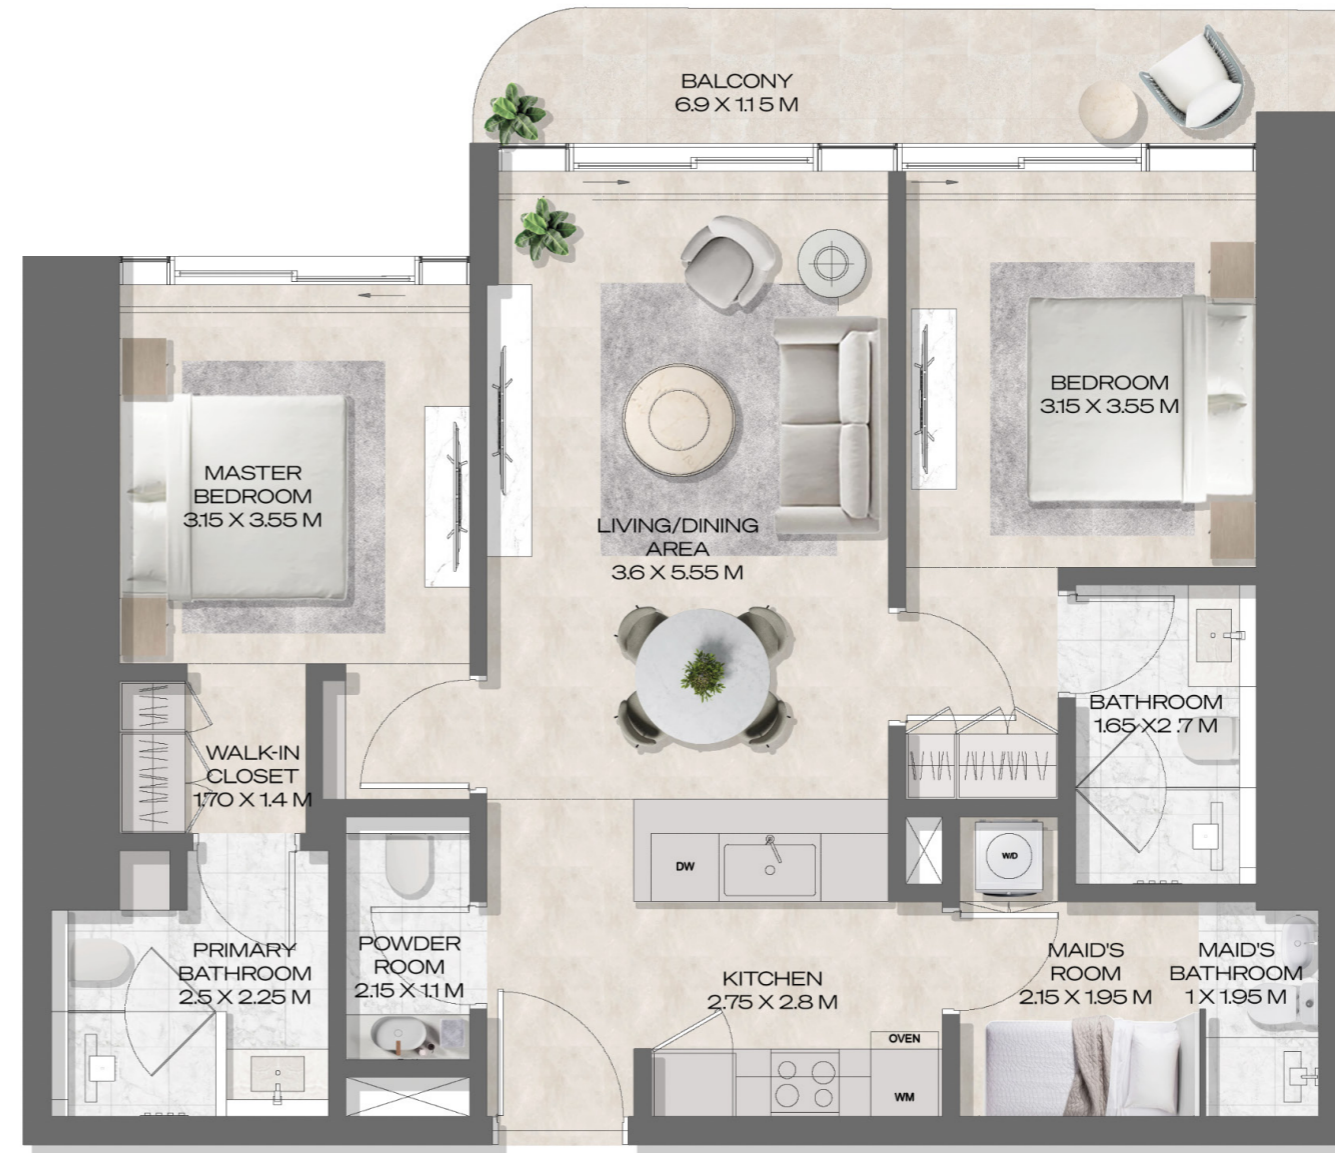 BALCONY
6.9 X 1.15 M
BEDROOM
3.15 X 3.55 M
MASTER
BEDROOM
3.15 X 3.55 M
LIVING/DINING
AREA
3.6 X 5.55 M
BATHROOM
1.65 X2 .7 M
WALK-IN
CLOSET
1.70 X 1.4 M
W/D
DW
PRIMARY
BATHROOM
2.5 X 2.25 M
POWDER
ROOM
2.15 X 1.1 M
KITCHEN
2.75 X 2.8 M
MAID'S
ROOM
2.15 X 1.95 M
MAID'S
BATHROOM
1 X 1.95 M
OVEN
WM